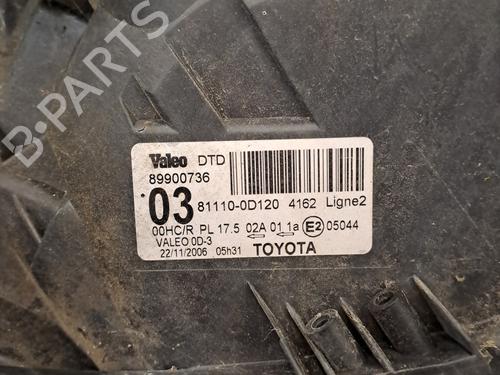 B-PARTS
Valeo DTD
89900736
03 81110-0D120 4162 Ligne2
00HC/R PL 17.5 02A 01 1a E2 05044
VALEO 0D-3
22/11/2006 05h31 TOYOTA